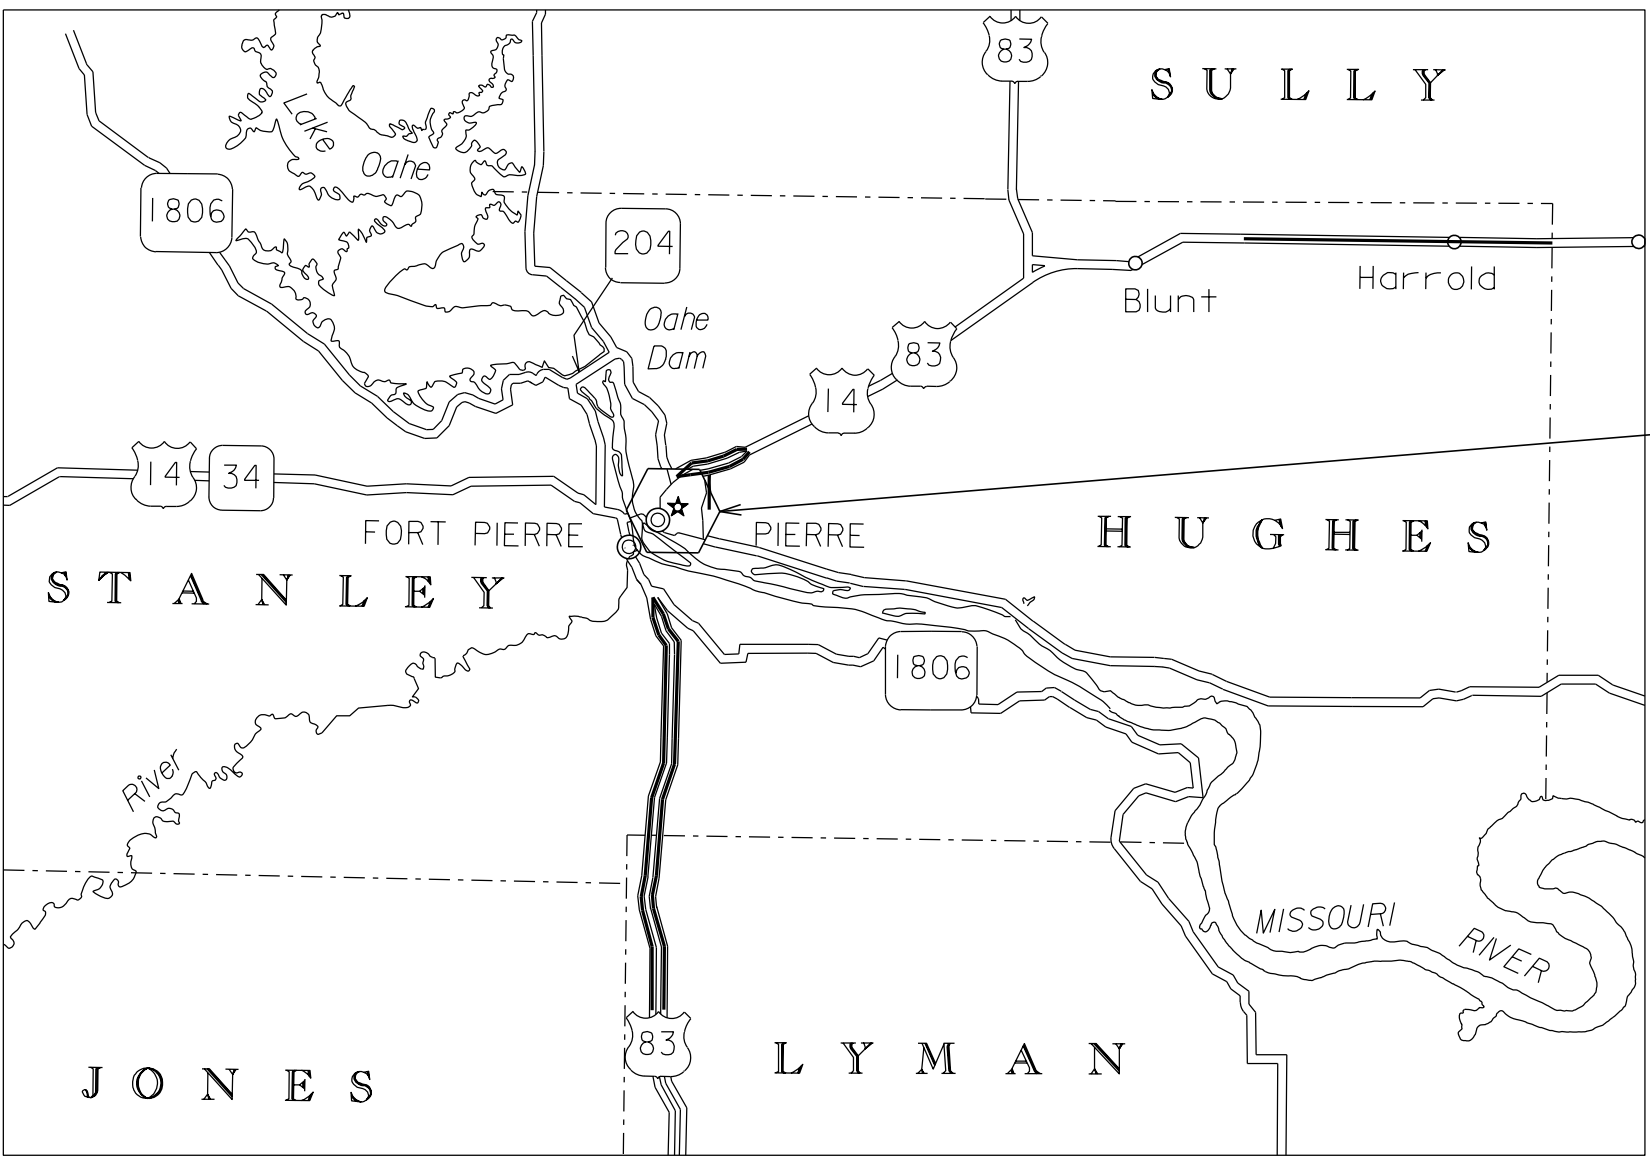 83
SULLY
Lake
Oahe
1806
204
Harrold
Blunt
Oahe
Dam
83
14
14
34
FORT PIERRE
PIERRE
HUGHES
STANLEY
1806
River
MISSOURI
RIVER
83
LYMAN
JONES